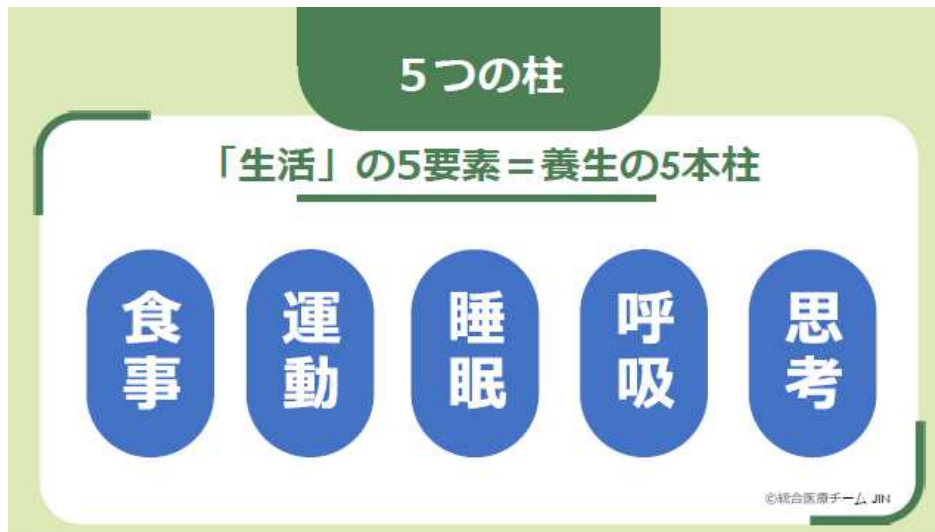 ５つの柱
「生活」の5要素＝養生の5本柱
食事
運動
睡眠
呼吸
思考
©統合医療チーム JIN